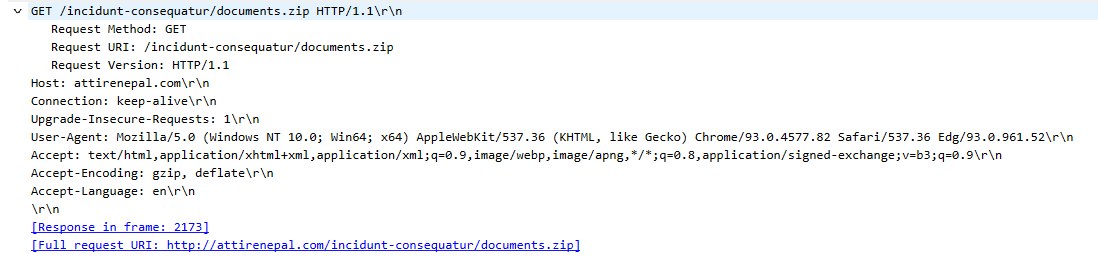 GET /incidunt-consequatur/documents.zip HTTP/1.1\r\n
Request Method: GET
Request URI: /incidunt-consequatur/documents.zip
Request Version: HTTP/1.1
Host: attirenepal.com\r\n
Connection: keep-alive\r\n
Upgrade-Insecure-Requests: 1\r\n
User-Agent: Mozilla/5.0 (Windows NT 10.0; Win64; x64) AppleWebKit/537.36 (KHTML, like Gecko) Chrome/93.0.4577.82 Safari/537.36 Edg/93.0.961.52\r\n
Accept: text/html,application/xhtml+xml,application/xml;q=0.9,image/webp,image/apng,*/*;q=0.8,application/signed-exchange;v=b3;q=0.9\r\n
Accept-Encoding: gzip, deflate\r\n
Accept-Language: en\r\n
\r\n
[Response in frame: 2173]
[Full request URI: http://attirenepal.com/incidunt-consequatur/documents.zip]